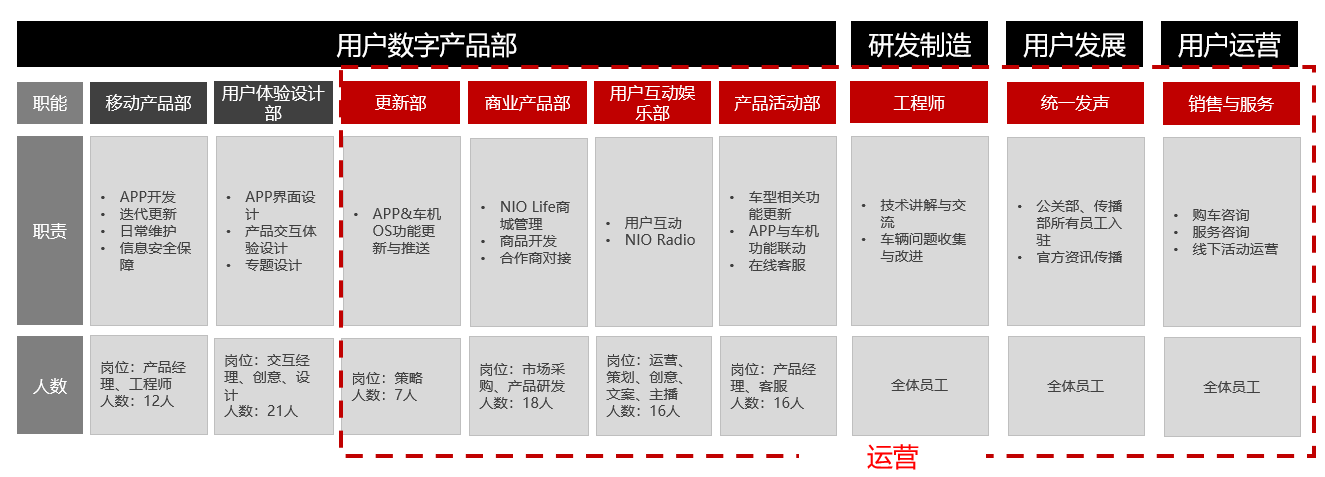 用户数字产品部
研发制造
用户发展
用户运营
职能
移动产品部
用户体验设计
部
更新部
商业产品部
用户互动娱
乐部
产品活动部
工程师
统一发声
销售与服务
职责
• APP开发
• 迭代更新
• 日常维护
• 信息安全保
障
• APP界面设
计
• 产品交互体
验设计
• 专题设计
• APP&车机
OS功能更
新与推送
• NIO Life商
城管理
• 商品开发
• 合作商对接
• 用户互动
• NIO Radio
• 车型相关功
能更新
• APP与车机
功能联动
• 在线客服
• 技术讲解与交
流
• 车辆问题收集
与改进
• 公关部、传播
部所有员工入
驻
• 官方资讯传播
• 购车咨询
• 服务咨询
• 线下活动运营
人数
岗位：产品经
理、工程师
人数：12人
岗位：交互经
理、创意、设
计
人数：21人
岗位：策略
人数：7人
岗位：市场采
购、产品研发
人数：18人
岗位：运营、
策划、创意、
文案、主播
人数：16人
岗位：产品经
理、客服
人数：16人
全体员工
全体员工
全体员工
运营